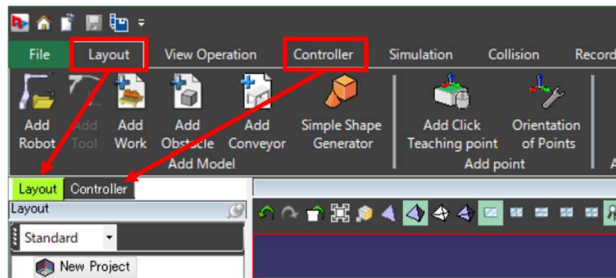 File Layout View Operation Controller Simulation Collision Record
Add Robot
Add Tool
Add Work
Add Obstacle
Add Conveyor
Simple Shape Generator
Add Click Teaching point
Orientation of Points
Add Model
Add point
Layout Controller
Layout
Standard
New Project